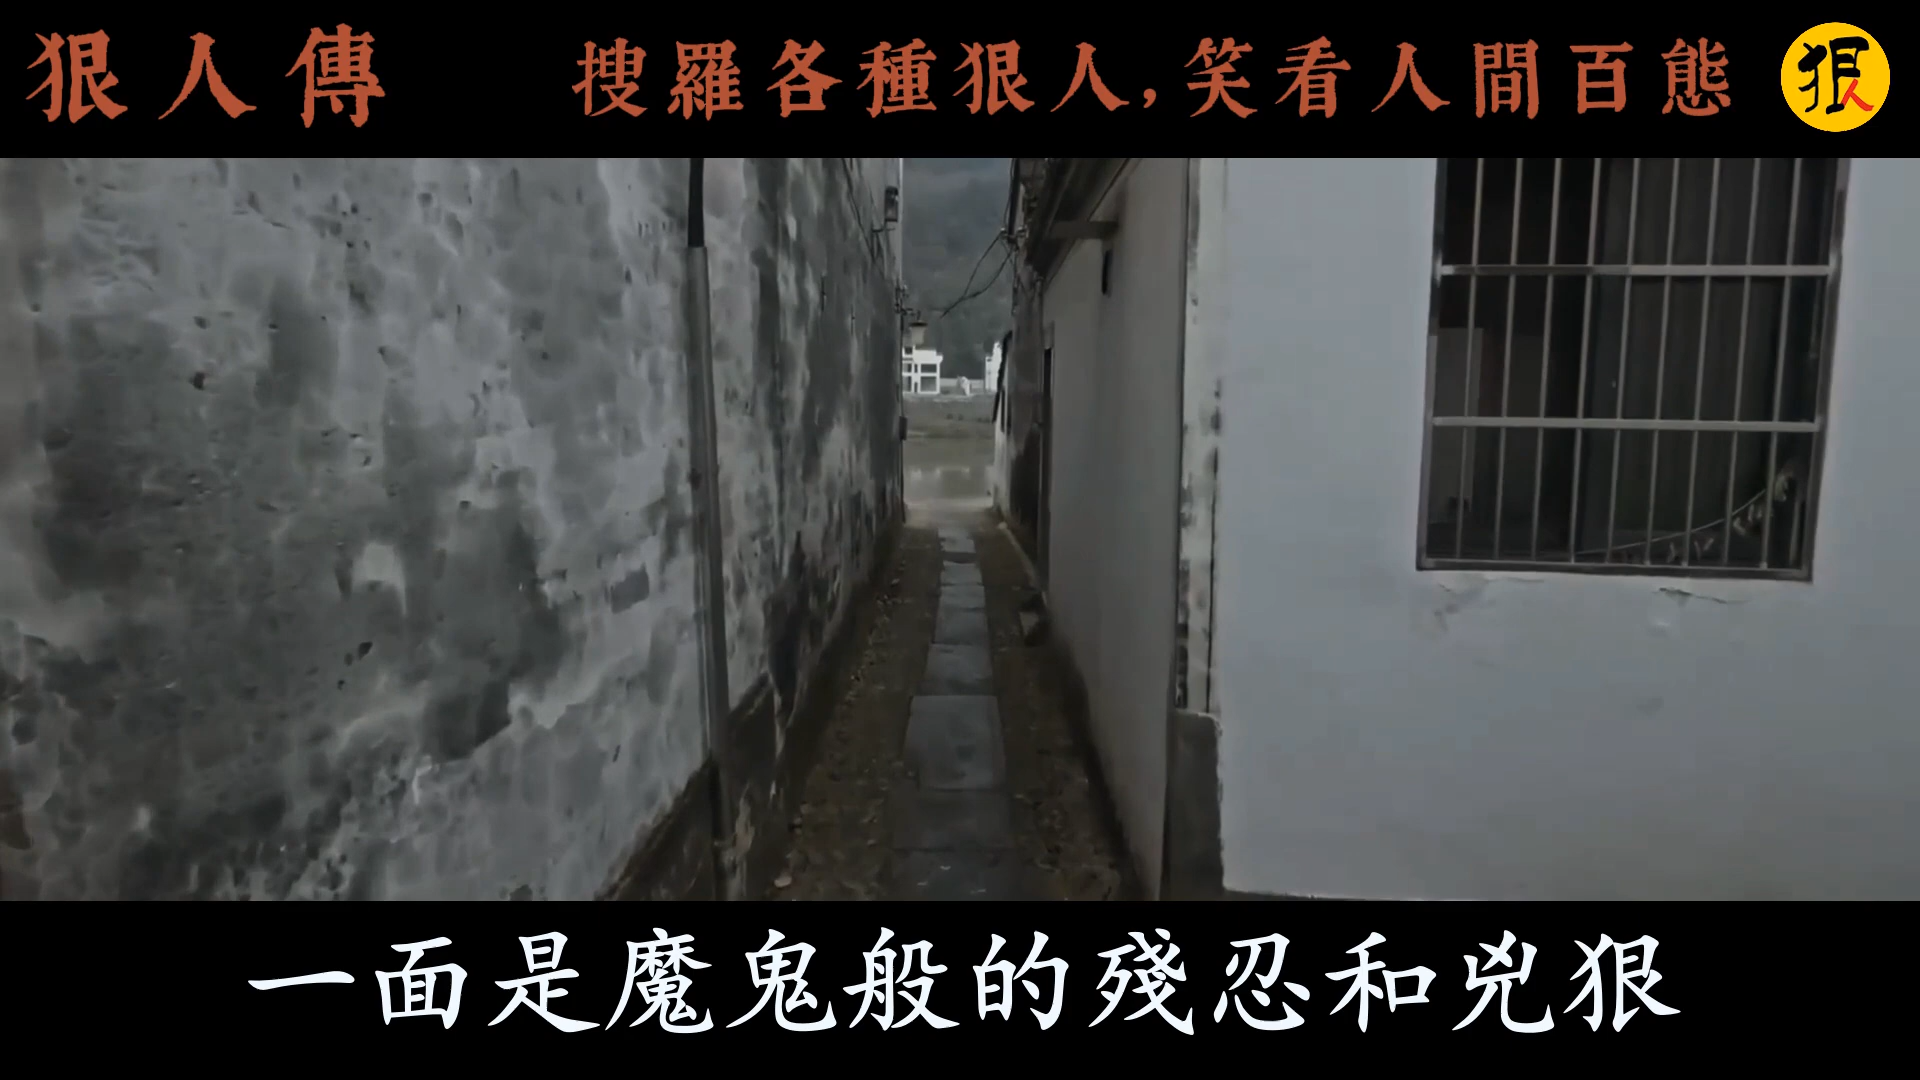 狠人傳
搜羅各種狠人,笑看人間百態
狠人
一面是魔鬼般的殘忍和兇狠